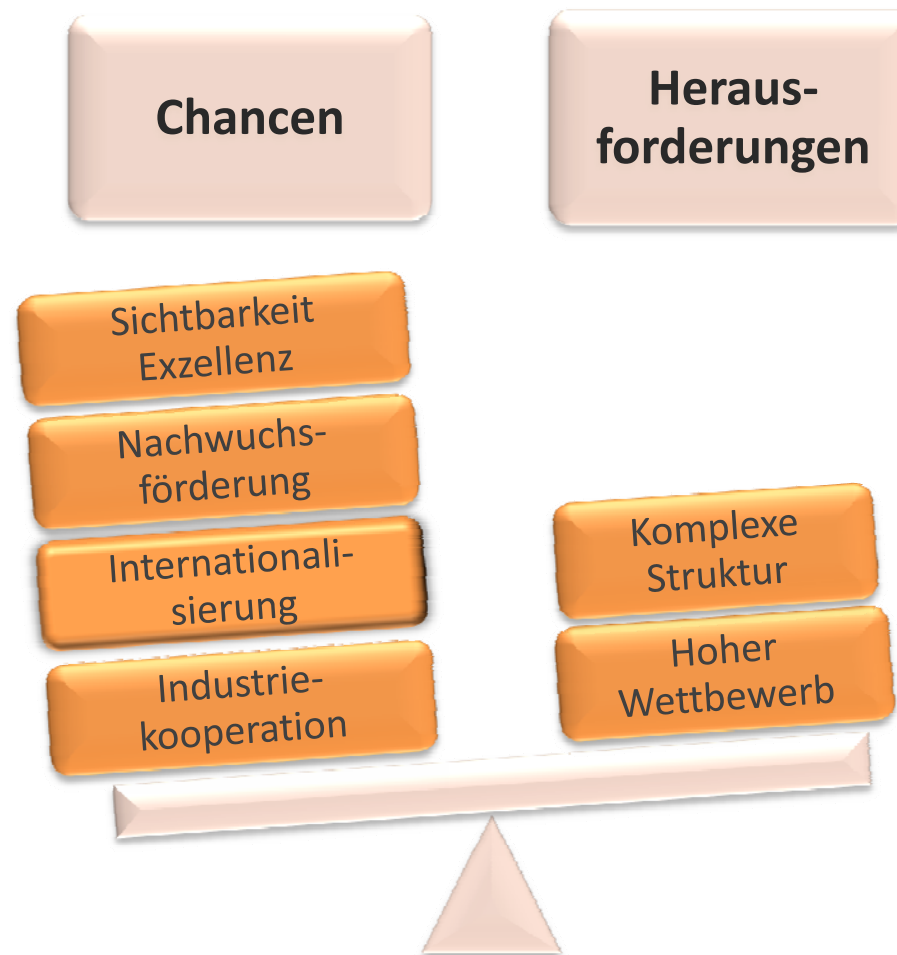 Chancen
Heraus-
forderungen
Sichtbarkeit
Exzellenz
Nachwuchs-
förderung
Internationali-
sierung
Industrie-
kooperation
Komplexe
Struktur
Hoher
Wettbewerb